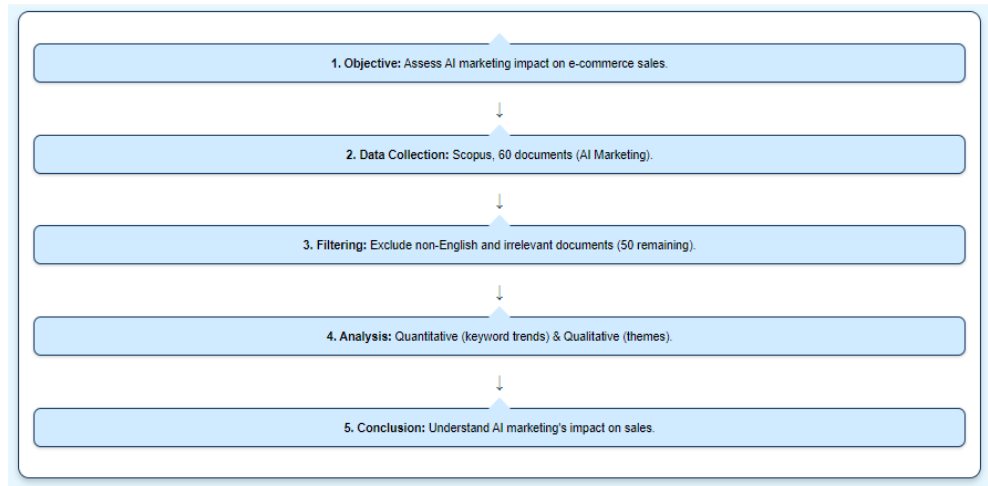 1. Objective: Assess AI marketing impact on e-commerce sales.
↓
2. Data Collection: Scopus, 60 documents (AI Marketing).
↓
3. Filtering: Exclude non-English and irrelevant documents (50 remaining).
↓
4. Analysis: Quantitative (keyword trends) & Qualitative (themes).
↓
5. Conclusion: Understand AI marketing's impact on sales.